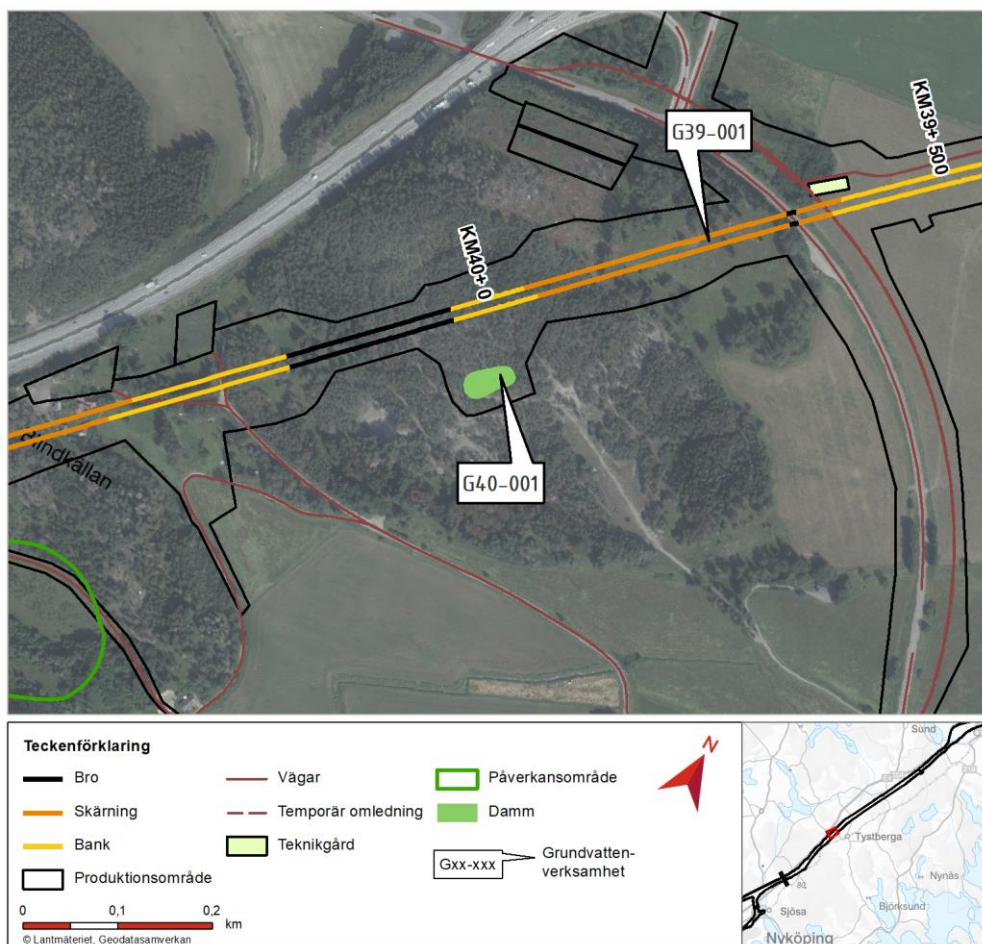 KM39+ 500
G39-001
KM40+ 0
G40-001
Blindkällan
Teckenförklaring
Bro
Skärning
Bank
Produktionsområde
Vägar
Temporär omledning
Teknikgård
Påverkansområde
Damm
Gxx-xxx
Grundvatten-
verksamhet
N
0
0,1
0,2
km
© Lantmäteriet, Geodatasamverkan
Sund
Tystberga
Nynäs
Björksund
Sjösa
Nyköping